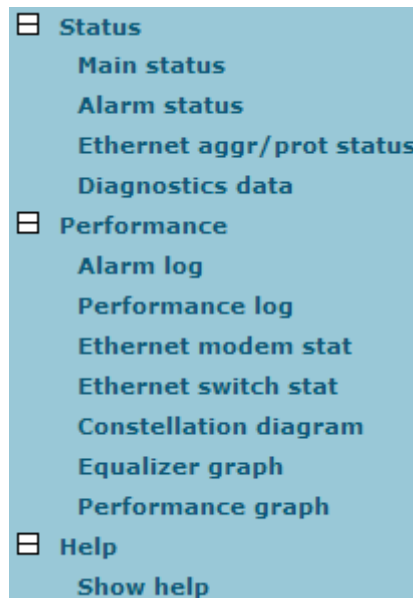 Status
Main status
Alarm status
Ethernet aggr/prot status
Diagnostics data
Performance
Alarm log
Performance log
Ethernet modem stat
Ethernet switch stat
Constellation diagram
Equalizer graph
Performance graph
Help
Show help